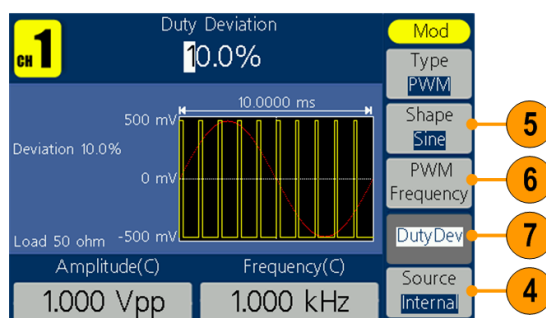 CH 1
Duty Deviation
10.0%
10.0000 ms
500 mV
Deviation 10.0%
0 mV
Load 50 ohm
-500 mV
Amplitude(C)
Frequency(C)
1.000 Vpp
1.000 kHz
Mod
Type
PWM
Shape
Sine
5
PWM
Frequency
6
DutyDev
7
Source
Internal
4